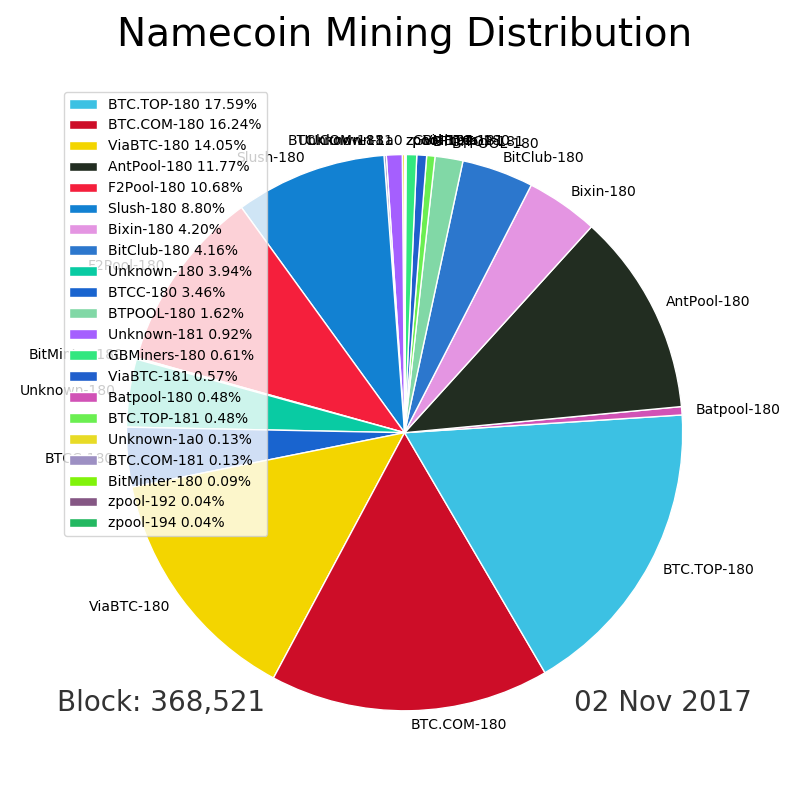 Namecoin Mining Distribution
BTC.TOP-180 17.59%
BTC.COM-180 16.24%
ViaBTC-180 14.05%
AntPool-180 11.77%
F2Pool-180 10.68%
Slush-180 8.80%
Bixin-180 4.20%
BitClub-180 4.16%
Unknown-180 3.94%
BTCC-180 3.46%
BTPOOL-180 1.62%
Unknown-181 0.92%
GBMiners-180 0.61%
ViaBTC-181 0.57%
Batpool-180 0.48%
BTC.TOP-181 0.48%
Unknown-1a0 0.13%
BTC.COM-181 0.13%
BitMinter-180 0.09%
zpool-192 0.04%
zpool-194 0.04%
Slush-180
F2Pool-180
Unknown-180
ViaBTC-180
BTC.COM-180
BTC.TOP-180
Batpool-180
AntPool-180
Bixin-180
BitClub-180
Block: 368,521
02 Nov 2017